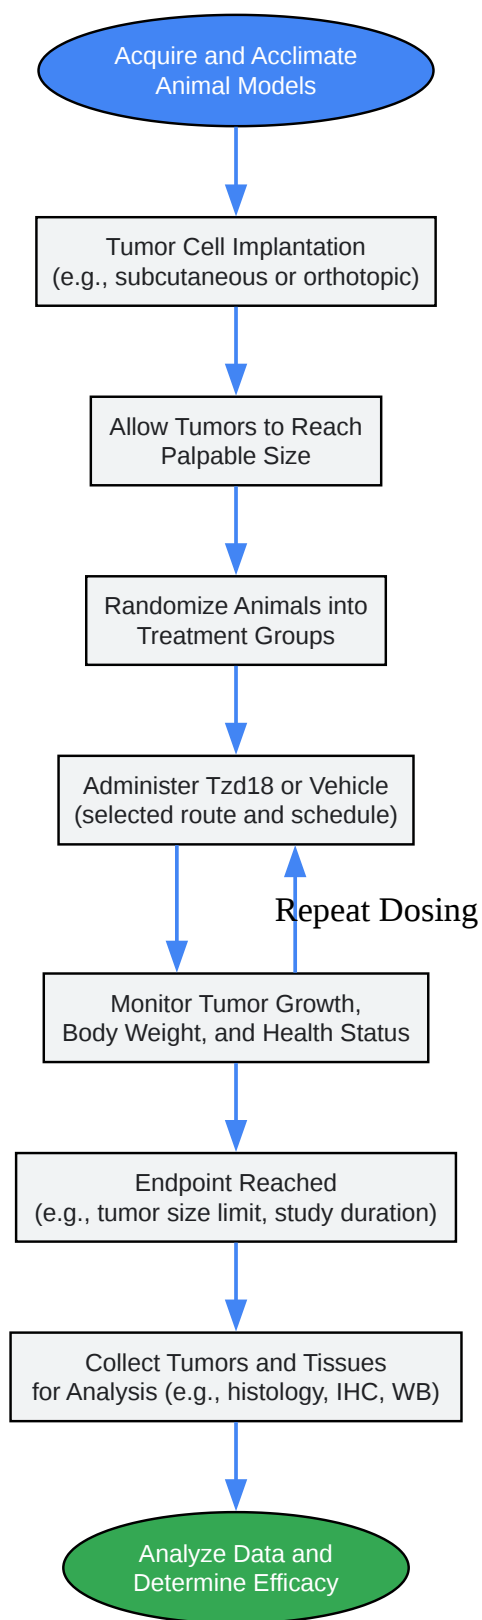 Acquire and Acclimate
Animal Models
Tumor Cell Implantation
(e.g., subcutaneous or orthotopic)
Allow Tumors to Reach
Palpable Size
Randomize Animals into
Treatment Groups
Administer Tzd18 or Vehicle
(selected route and schedule)
Repeat Dosing
Monitor Tumor Growth,
Body Weight, and Health Status
Endpoint Reached
(e.g., tumor size limit, study duration)
Collect Tumors and Tissues
for Analysis (e.g., histology, IHC, WB)
Analyze Data and
Determine Efficacy